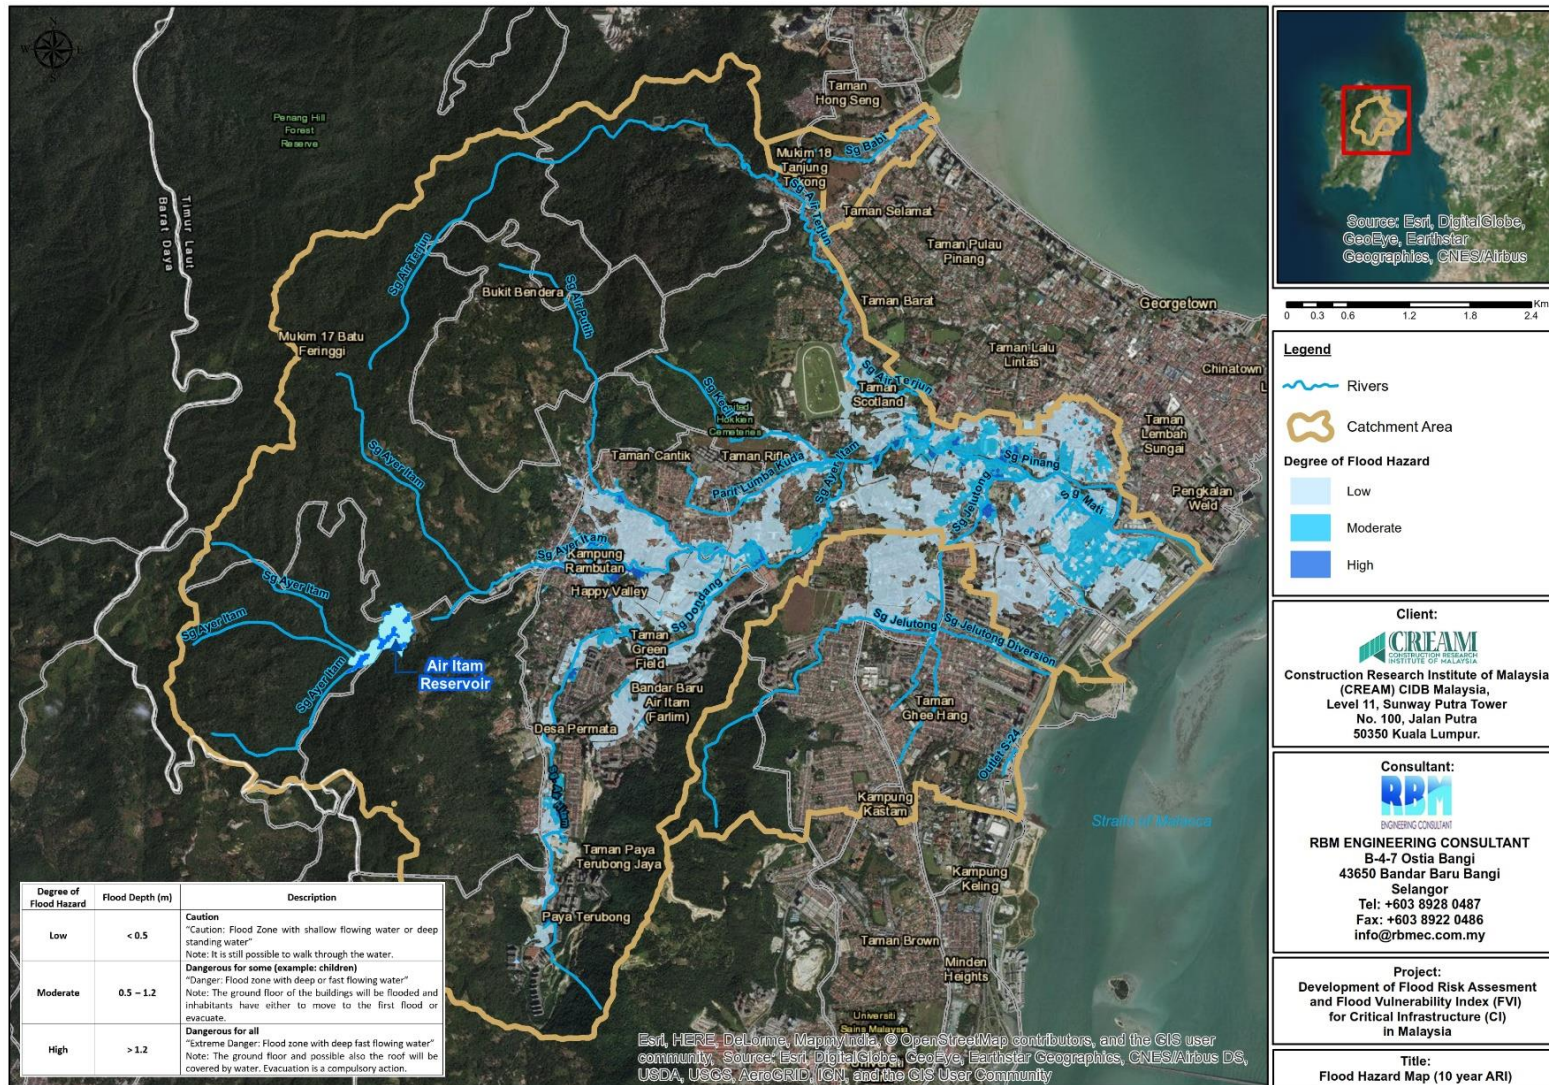 N
W
E
S
Penang Hill
Forest
Reserve
Timur Laut
Barat Daya
Taman
Hong Seng
Sg Babi
Mukim 18
Tanjung
Tokong
Sg Air Terjun
Taman Selamat
Taman Pulau
Pinang
Sg Air Terjun
Bukit Bendera
Sg Air Putih
Taman Barat
Georgetown
Mukim 17 Batu
Feringgi
Taman Lalu
Lintas
Chinatown
Sg Air Terjun
Taman
Scotland
Sg Kecil
United
Hokkien
Cemeteries
Taman
Lembah
Sungai
Sg Ayer Itam
Taman Cantik
Taman Rifle
Parit Lumba Kuda
Sg Ayer Itam
Sg Pinang
Sg Mati
Pengkalan
Weld
Sg Jelutong
Sg Ayer Itam
Kampung
Rambutan
Happy Valley
Sg Ayer Itam
Sg Ayer Itam
Sg Ayer Itam
Air Itam
Reservoir
Sg Dondang
Taman
Green
Field
Bandar Baru
Air Itam
(Farlim)
Desa Permata
Sg Jelutong
Sg Jelutong Diversion
Taman
Ghee Hang
Outlet S-24
Kampung
Kastam
Straits of Malacca
Taman Paya
Terubong Jaya
Paya Terubong
Kampung
Keling
Taman Brown
Minden
Heights
Universiti
Sains Malaysia
Degree of
Flood Hazard
Flood Depth (m)
Description
Low
< 0.5
Caution
"Caution: Flood Zone with shallow flowing water or deep
standing water"
Note: It is still possible to walk through the water.
Moderate
0.5 – 1.2
Dangerous for some (example: children)
"Danger: Flood zone with deep or fast flowing water"
Note: The ground floor of the buildings will be flooded and
inhabitants have either to move to the first flood or
evacuate.
High
> 1.2
Dangerous for all
"Extreme Danger: Flood zone with deep fast flowing water"
Note: The ground floor and possible also the roof will be
covered by water. Evacuation is a compulsory action.
Esri, HERE, DeLorme, MapmyIndia, © OpenStreetMap contributors, and the GIS user
community, Source: Esri, DigitalGlobe, GeoEye, Earthstar Geographics, CNES/Airbus DS,
USDA, USGS, AeroGRID, IGN, and the GIS User Community
Source: Esri, DigitalGlobe,
GeoEye, Earthstar
Geographics, CNES/Airbus
0 0.3 0.6 1.2 1.8 2.4 Km
Legend
Rivers
Catchment Area
Degree of Flood Hazard
Low
Moderate
High
Client:
CREAM
CONSTRUCTION RESEARCH
INSTITUTE OF MALAYSIA
Construction Research Institute of Malaysia
(CREAM) CIDB Malaysia,
Level 11, Sunway Putra Tower
No. 100, Jalan Putra
50350 Kuala Lumpur.
Consultant:
RBM
ENGINEERING CONSULTANT
RBM ENGINEERING CONSULTANT
B-4-7 Ostia Bangi
43650 Bandar Baru Bangi
Selangor
Tel: +603 8928 0487
Fax: +603 8922 0486
info@rbmec.com.my
Project:
Development of Flood Risk Assesment
and Flood Vulnerability Index (FVI)
for Critical Infrastructure (CI)
in Malaysia
Title:
Flood Hazard Map (10 year ARI)